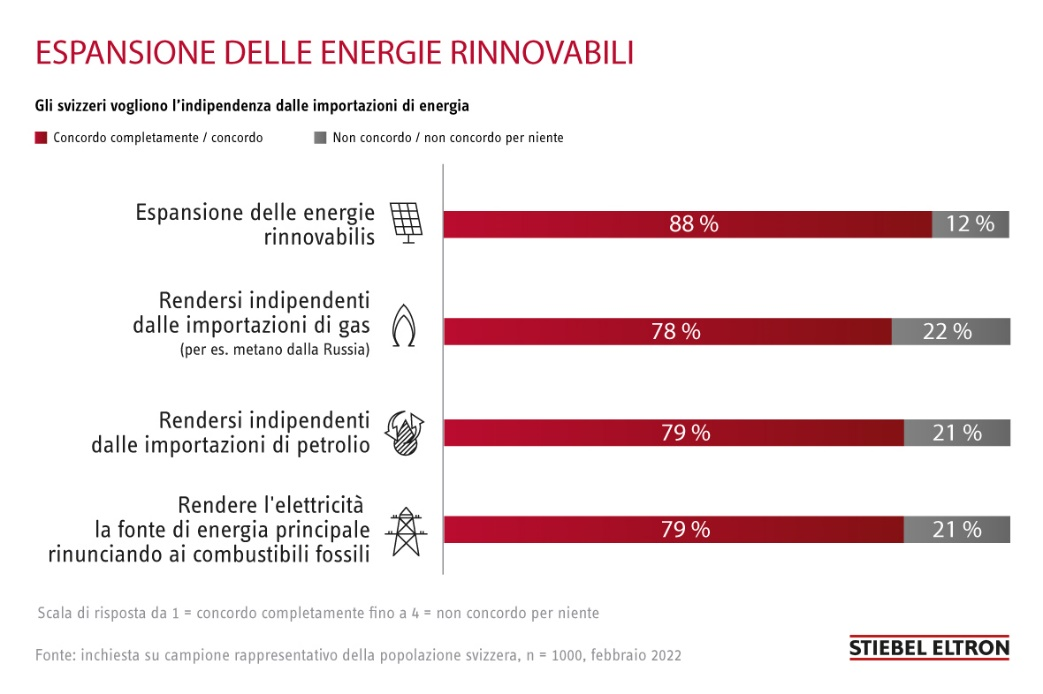 ESPANSIONE DELLE ENERGIE RINNOVABILI
Gli svizzeri vogliono l'indipendenza dalle importazioni di energia
Concordo completamente / concordo
Non concordo / non concordo per niente
Espansione delle energie
rinnovabilis
88 %
12 %
Rendersi indipendenti
dalle importazioni di gas
(per es. metano dalla Russia)
78 %
22 %
Rendersi indipendenti
dalle importazioni di petrolio
79 %
21 %
Rendere l'elettricità
la fonte di energia principale
rinunciando ai combustibili fossili
79 %
21 %
Scala di risposta da 1 = concordo completamente fino a 4 = non concordo per niente
Fonte: inchiesta su campione rappresentativo della popolazione svizzera, n = 1000, febbraio 2022
STIEBEL ELTRON